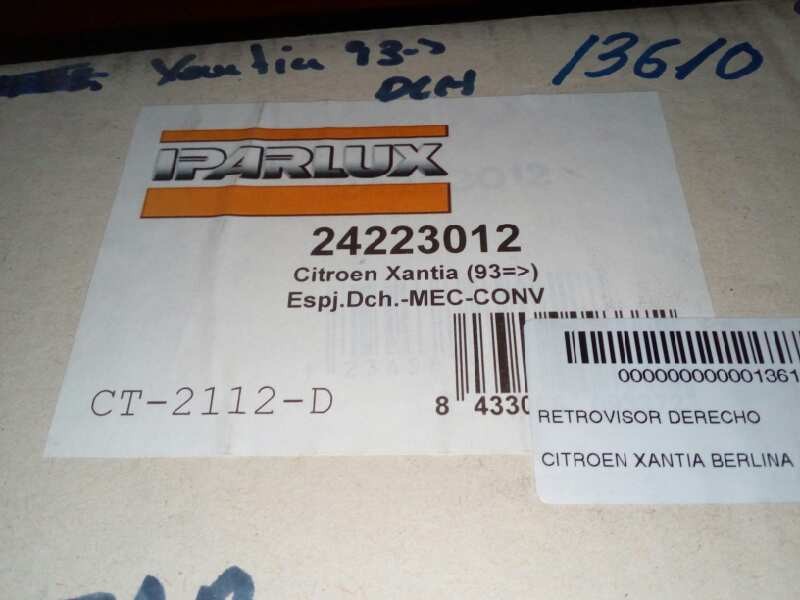 Xantia 93->
DCH
13610
IPARLUX
24223012
Citroen Xantia (93=>)
Espj.Dch.-MEC-CONV
CT-2112-D
8 4330
0000000000001361
RETROVISOR DERECHO
CITROEN XANTIA BERLINA